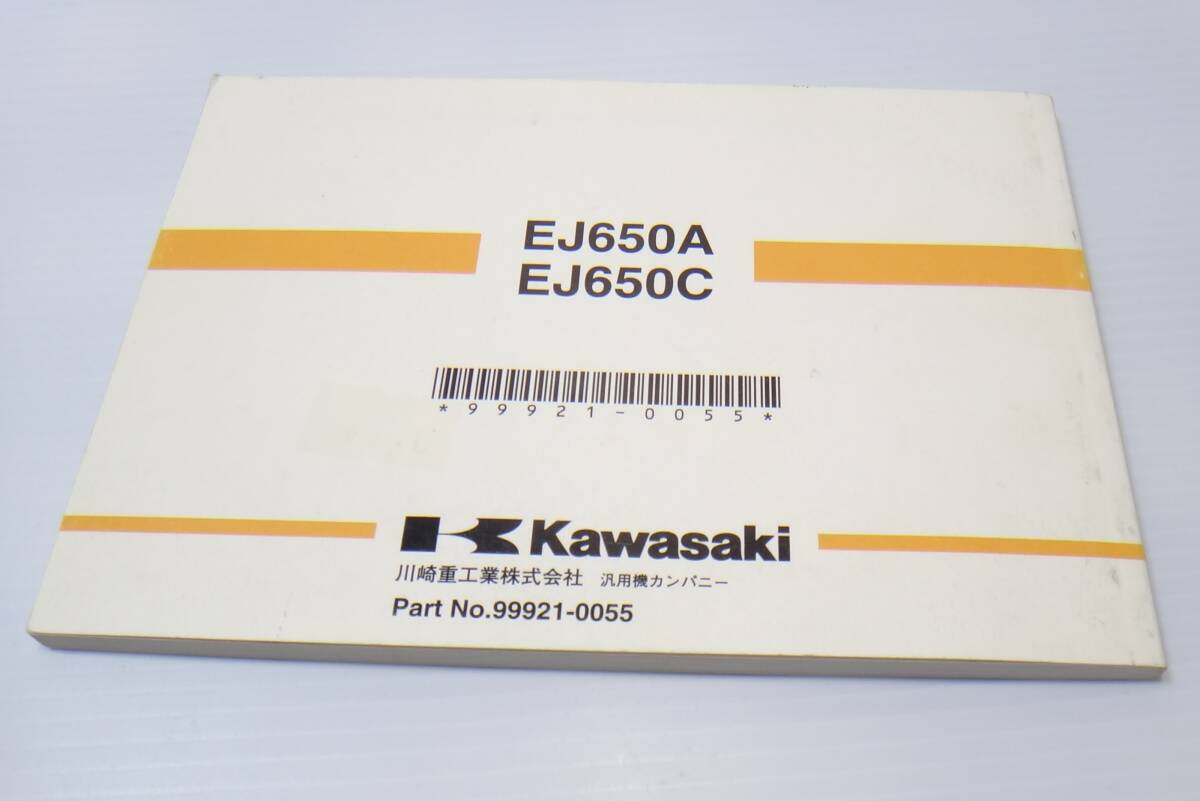 EJ650A
EJ650C
*99921-0055*
Kawasaki
川崎重工業株式会社 汎用機カンパニー
Part No.99921-0055